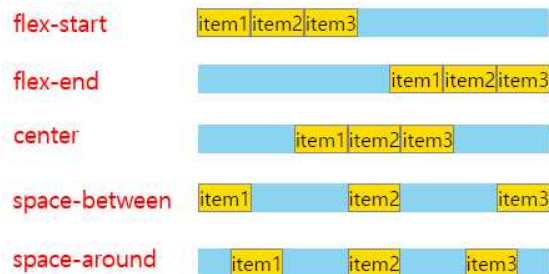 flex-start item1 item2 item3
flex-end item1 item2 item3
center item1 item2 item3
space-between item1 item2 item3
space-around item1 item2 item3